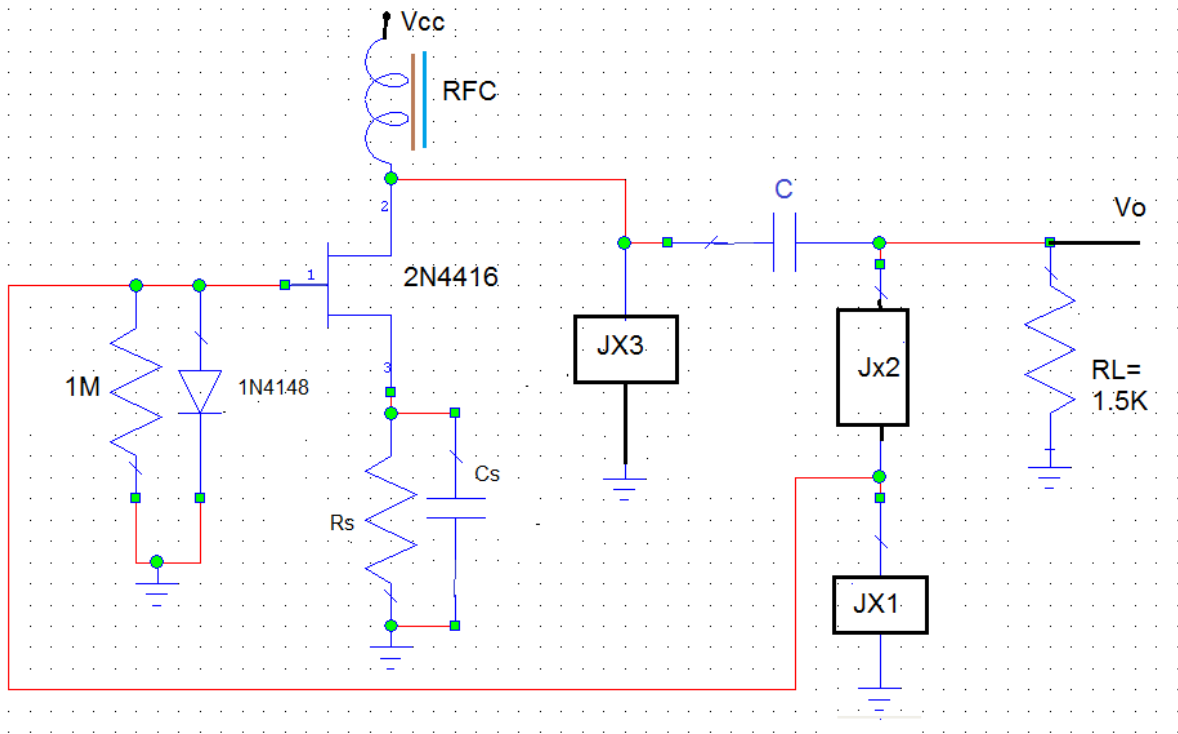 Vcc
RFC
2
C
Vo
1
2N4416
JX3
Jx2
1M
1N4148
3
RL=
1.5K
Cs
Rs
JX1